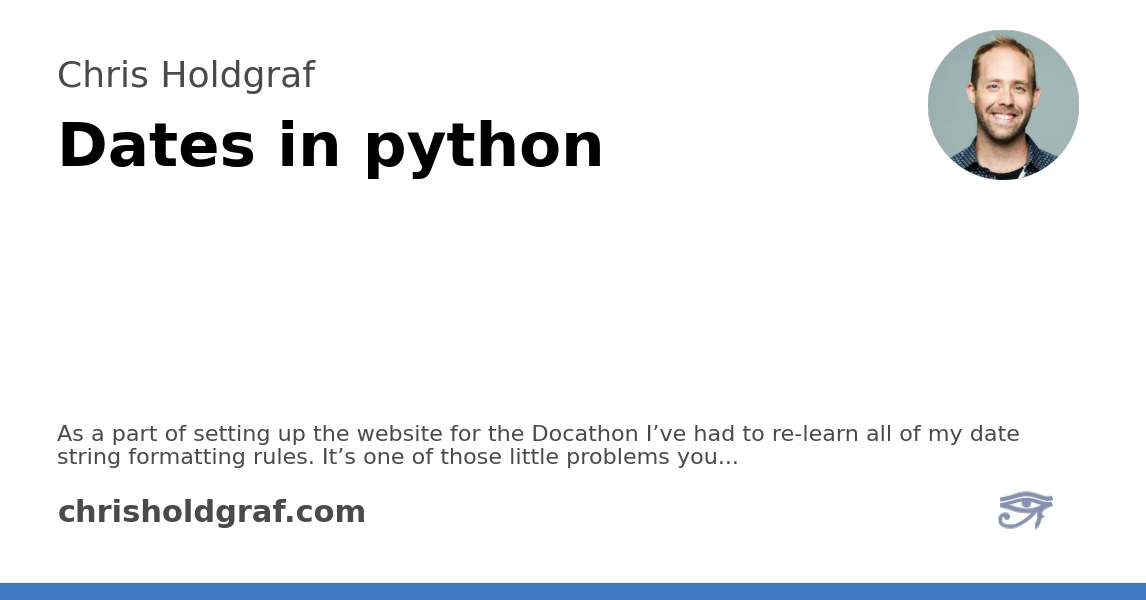 Chris Holdgraf
Dates in python
As a part of setting up the website for the Docathon I’ve had to re-learn all of my date
string formatting rules. It’s one of those little problems you...
chrisholdgraf.com